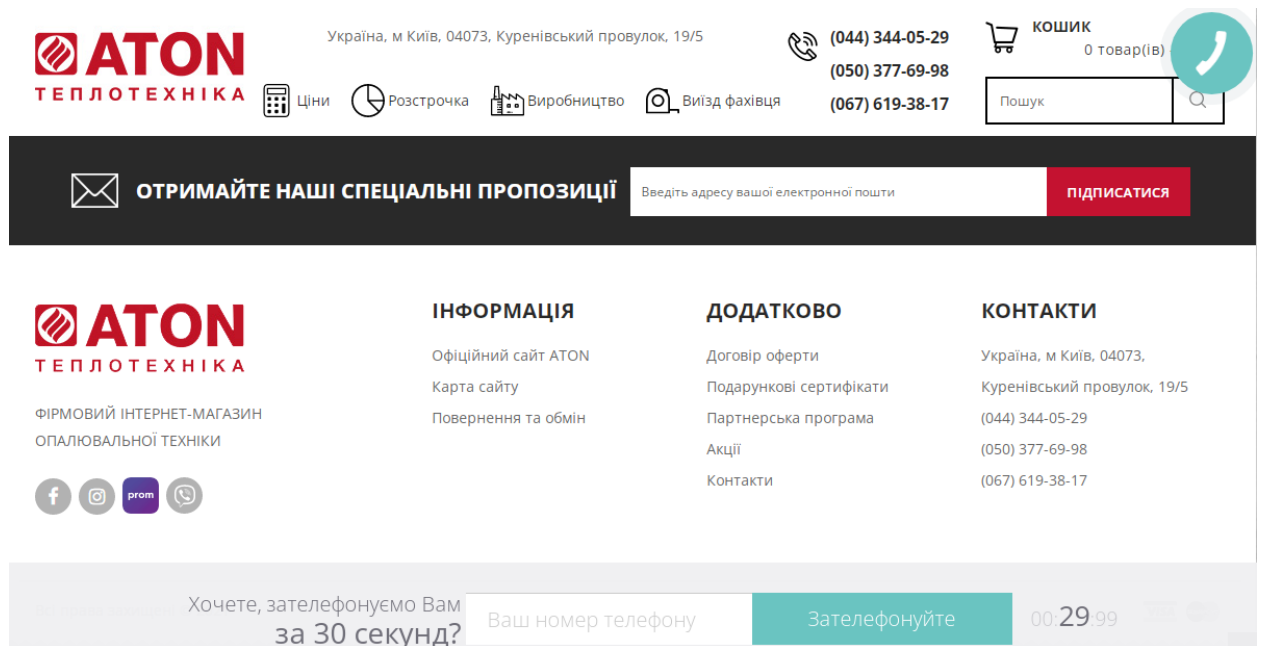 ATON
ТЕПЛОТЕХНІКА
Україна, м Київ, 04073, Куренівський провулок, 19/5
Ціни
Розстрочка
Виробництво
Виїзд фахівця
(044) 344-05-29
(050) 377-69-98
(067) 619-38-17
КОШИК
0 товар(ів)
Пошук
ОТРИМАЙТЕ НАШІ СПЕЦІАЛЬНІ ПРОПОЗИЦІЇ
Введіть адресу вашої електронної пошти
ПІДПИСАТИСЯ
ATON
ТЕПЛОТЕХНІКА
ФІРМОВИЙ ІНТЕРНЕТ-МАГАЗИН
ОПАЛЮВАЛЬНОЇ ТЕХНІКИ
prom
ІНФОРМАЦІЯ
Офіційний сайт ATON
Карта сайту
Повернення та обмін
ДОДАТКОВО
Договір оферти
Подарункові сертифікати
Партнерська програма
Акції
Контакти
КОНТАКТИ
Україна, м Київ, 04073,
Куренівський провулок, 19/5
(044) 344-05-29
(050) 377-69-98
(067) 619-38-17
Хочете, зателефонуємо Вам
за 30 секунд?
Ваш номер телефону
Зателефонуйте
00:29:99